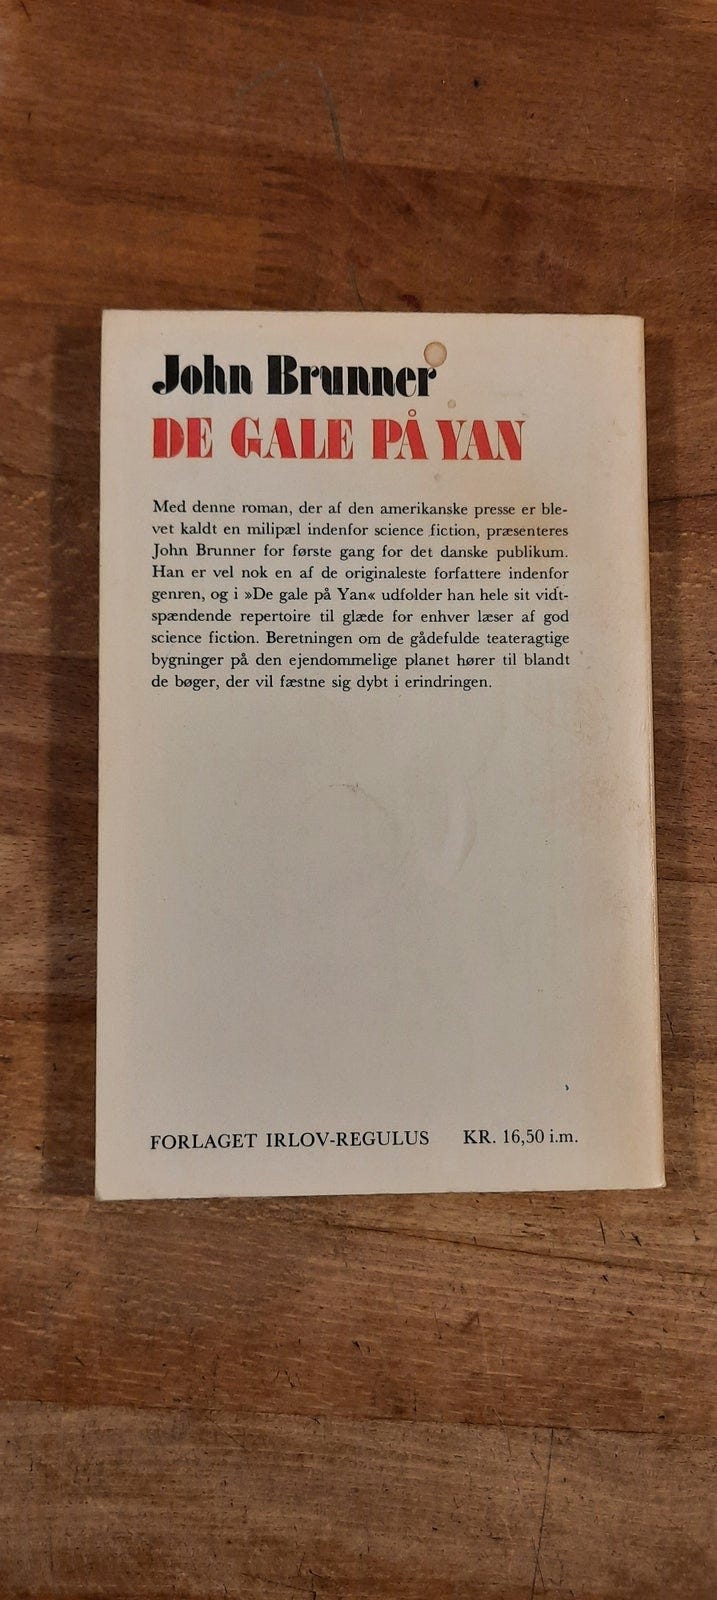 John Brunner
DE GALE PÅ YAN
Med denne roman, der af den amerikanske presse er ble-
vet kaldt en milipæl indenfor science fiction, præsenteres
John Brunner for første gang for det danske publikum.
Han er vel nok en af de originaleste forfattere indenfor
genren, og i »De gale på Yan« udfolder han hele sit vidt-
spændende repertoire til glæde for enhver læser af god
science fiction. Beretningen om de gådefulde teateragtige
bygninger på den ejendommelige planet hører til blandt
de bøger, der vil fæstne sig dybt i erindringen.
FORLAGET IRLOV-REGULUS KR. 16,50 i.m.